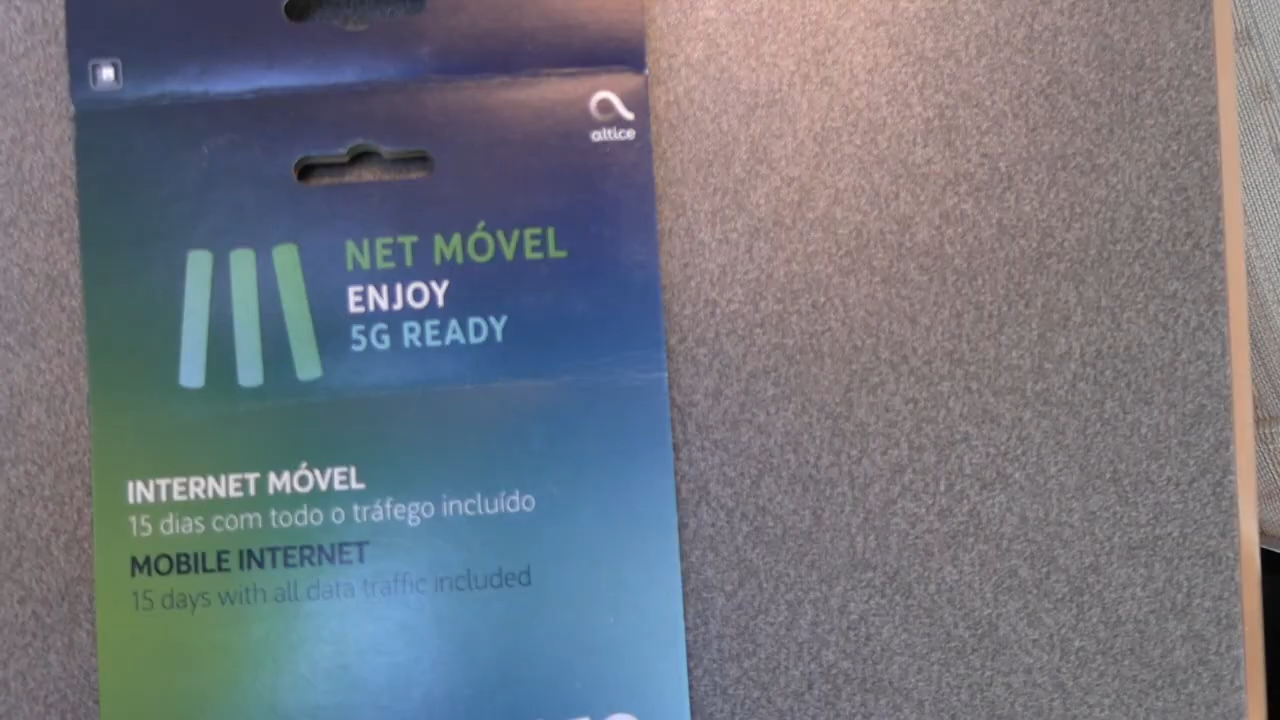 altice
NET MÓVEL
ENJOY
5G READY
INTERNET MÓVEL
15 dias com todo o tráfego incluído
MOBILE INTERNET
15 days with all data traffic included